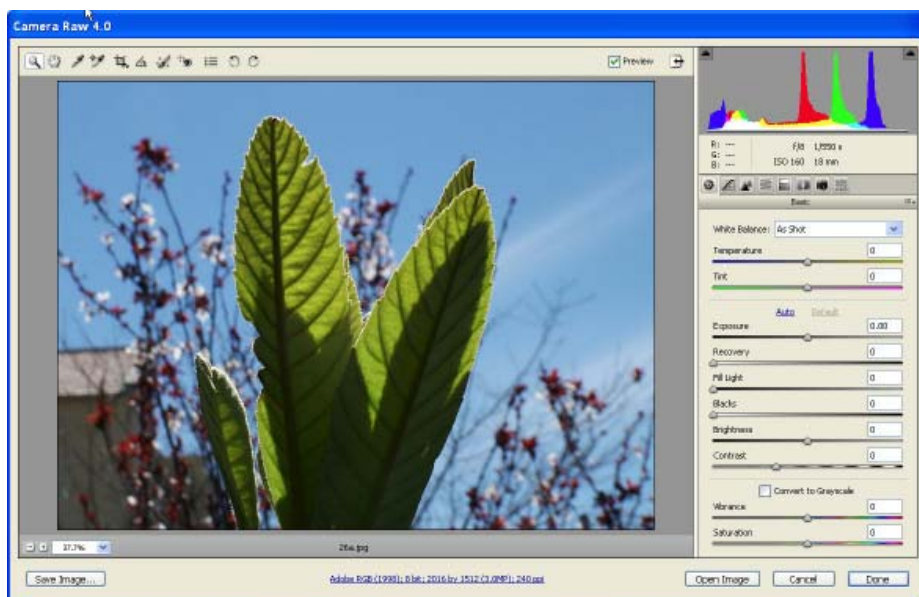 Camera Raw 4.0
Preview
R: ---
G: ---
B: ---
f/8 1/550 s
ISO 160 18 mm
Basic
White Balance: As Shot
Temperature 0
Tint 0
Auto Default
Exposure 0.00
Recovery 0
Fill Light 0
Blacks 0
Brightness 0
Contrast 0
Convert to Grayscale
Vibrance 0
Saturation 0
37.7%
26a.jpg
Save Image...
Adobe RGB (1998); 8 bit; 2016 by 1512 (3.0MP); 240 ppi
Open Image
Cancel
Done